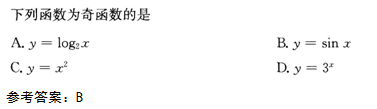 下列函数为奇函数的是
A. y = log₂x B. y = sin x
C. y = x² D. y = 3ˣ
参考答案：B